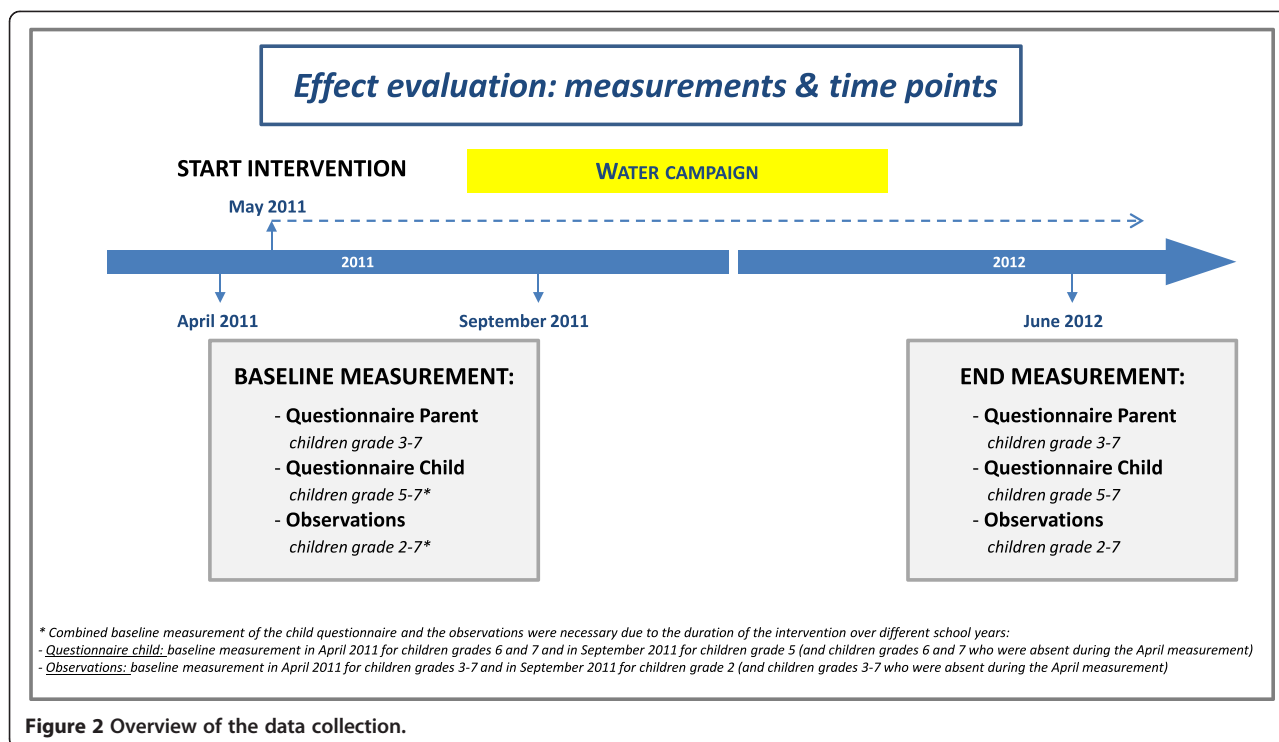 Effect evaluation: measurements & time points
START INTERVENTION
WATER CAMPAIGN
May 2011
2011
2012
April 2011
September 2011
June 2012
BASELINE MEASUREMENT:
- Questionnaire Parent
children grade 3-7
- Questionnaire Child
children grade 5-7*
- Observations
children grade 2-7*
END MEASUREMENT:
- Questionnaire Parent
children grade 3-7
- Questionnaire Child
children grade 5-7
- Observations
children grade 2-7
* Combined baseline measurement of the child questionnaire and the observations were necessary due to the duration of the intervention over different school years:
- Questionnaire child: baseline measurement in April 2011 for children grades 6 and 7 and in September 2011 for children grade 5 (and children grades 6 and 7 who were absent during the April measurement)
- Observations: baseline measurement in April 2011 for children grades 3-7 and in September 2011 for children grade 2 (and children grades 3-7 who were absent during the April measurement)
Figure 2 Overview of the data collection.